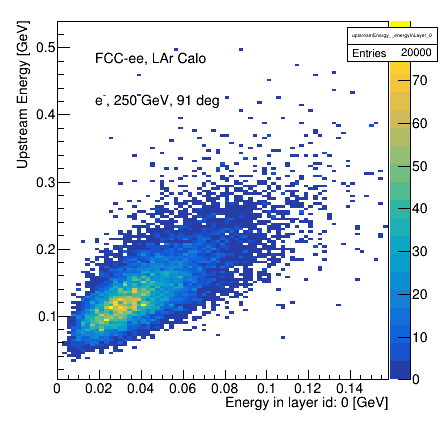 upstreamEnergy__energyInLayer_0
Entries 20000
FCC-ee, LAr Calo
e-, 250 GeV, 91 deg
Upstream Energy [GeV]
0.5
0.4
0.3
0.2
0.1
0 0.02 0.04 0.06 0.08 0.1 0.12 0.14
Energy in layer id: 0 [GeV]
70
60
50
40
30
20
10
0